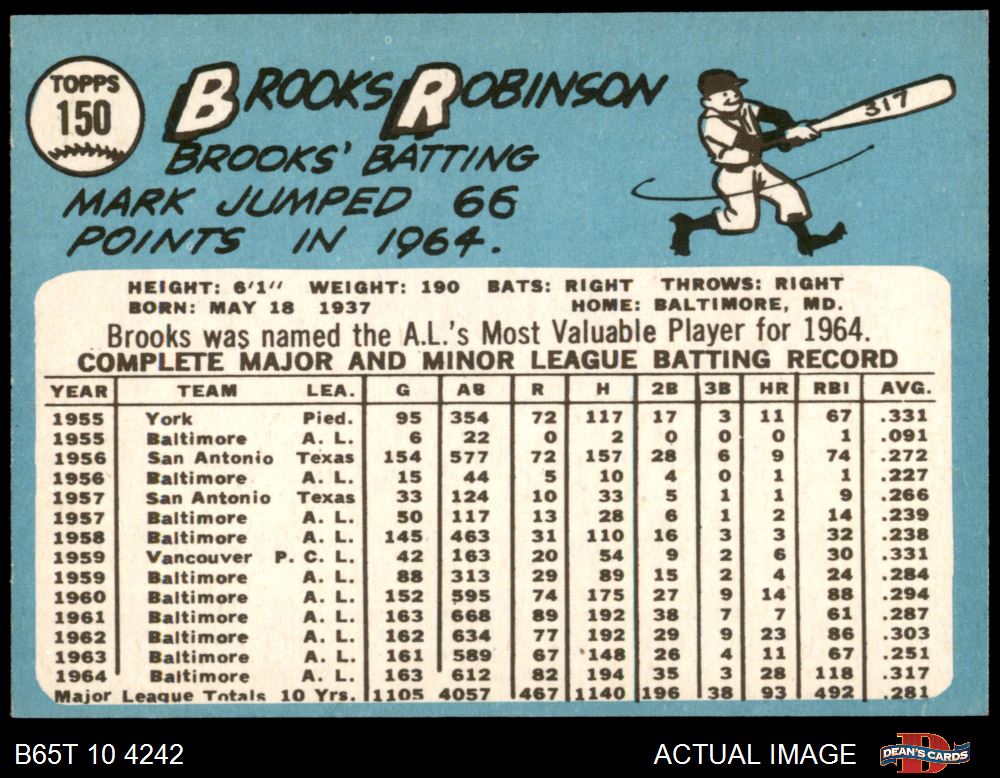 TOPPS
150
BROOKS ROBINSON
317
BROOKS' BATTING
MARK JUMPED 66
POINTS IN 1964.
HEIGHT: 6'1" WEIGHT: 190 BATS: RIGHT THROWS: RIGHT
BORN: MAY 18 1937 HOME: BALTIMORE, MD.
Brooks was named the A.L.'s Most Valuable Player for 1964.
COMPLETE MAJOR AND MINOR LEAGUE BATTING RECORD
YEAR TEAM LEA. G AB R H 2B 3B HR RBI AVG.
1955 York Pied. 95 354 72 117 17 3 11 67 .331
1955 Baltimore A. L. 6 22 0 2 0 0 0 1 .091
1956 San Antonio Texas 154 577 72 157 28 6 9 74 .272
1956 Baltimore A. L. 15 44 5 10 4 0 1 1 .227
1957 San Antonio Texas 33 124 10 33 5 1 1 9 .266
1957 Baltimore A. L. 50 117 13 28 6 1 2 14 .239
1958 Baltimore A. L. 145 463 31 110 16 3 3 32 .238
1959 Vancouver P. C. L. 42 163 20 54 9 2 6 30 .331
1959 Baltimore A. L. 88 313 29 89 15 2 4 24 .284
1960 Baltimore A. L. 152 595 74 175 27 9 14 88 .294
1961 Baltimore A. L. 163 668 89 192 38 7 7 61 .287
1962 Baltimore A. L. 162 634 77 192 29 9 23 86 .303
1963 Baltimore A. L. 161 589 67 148 26 4 11 67 .251
1964 Baltimore A. L. 163 612 82 194 35 3 28 118 .317
Major League Totals 10 Yrs. 1105 4057 467 1140 196 38 93 492 .281
B65T 10 4242
ACTUAL IMAGE
DEAN'S CARDS